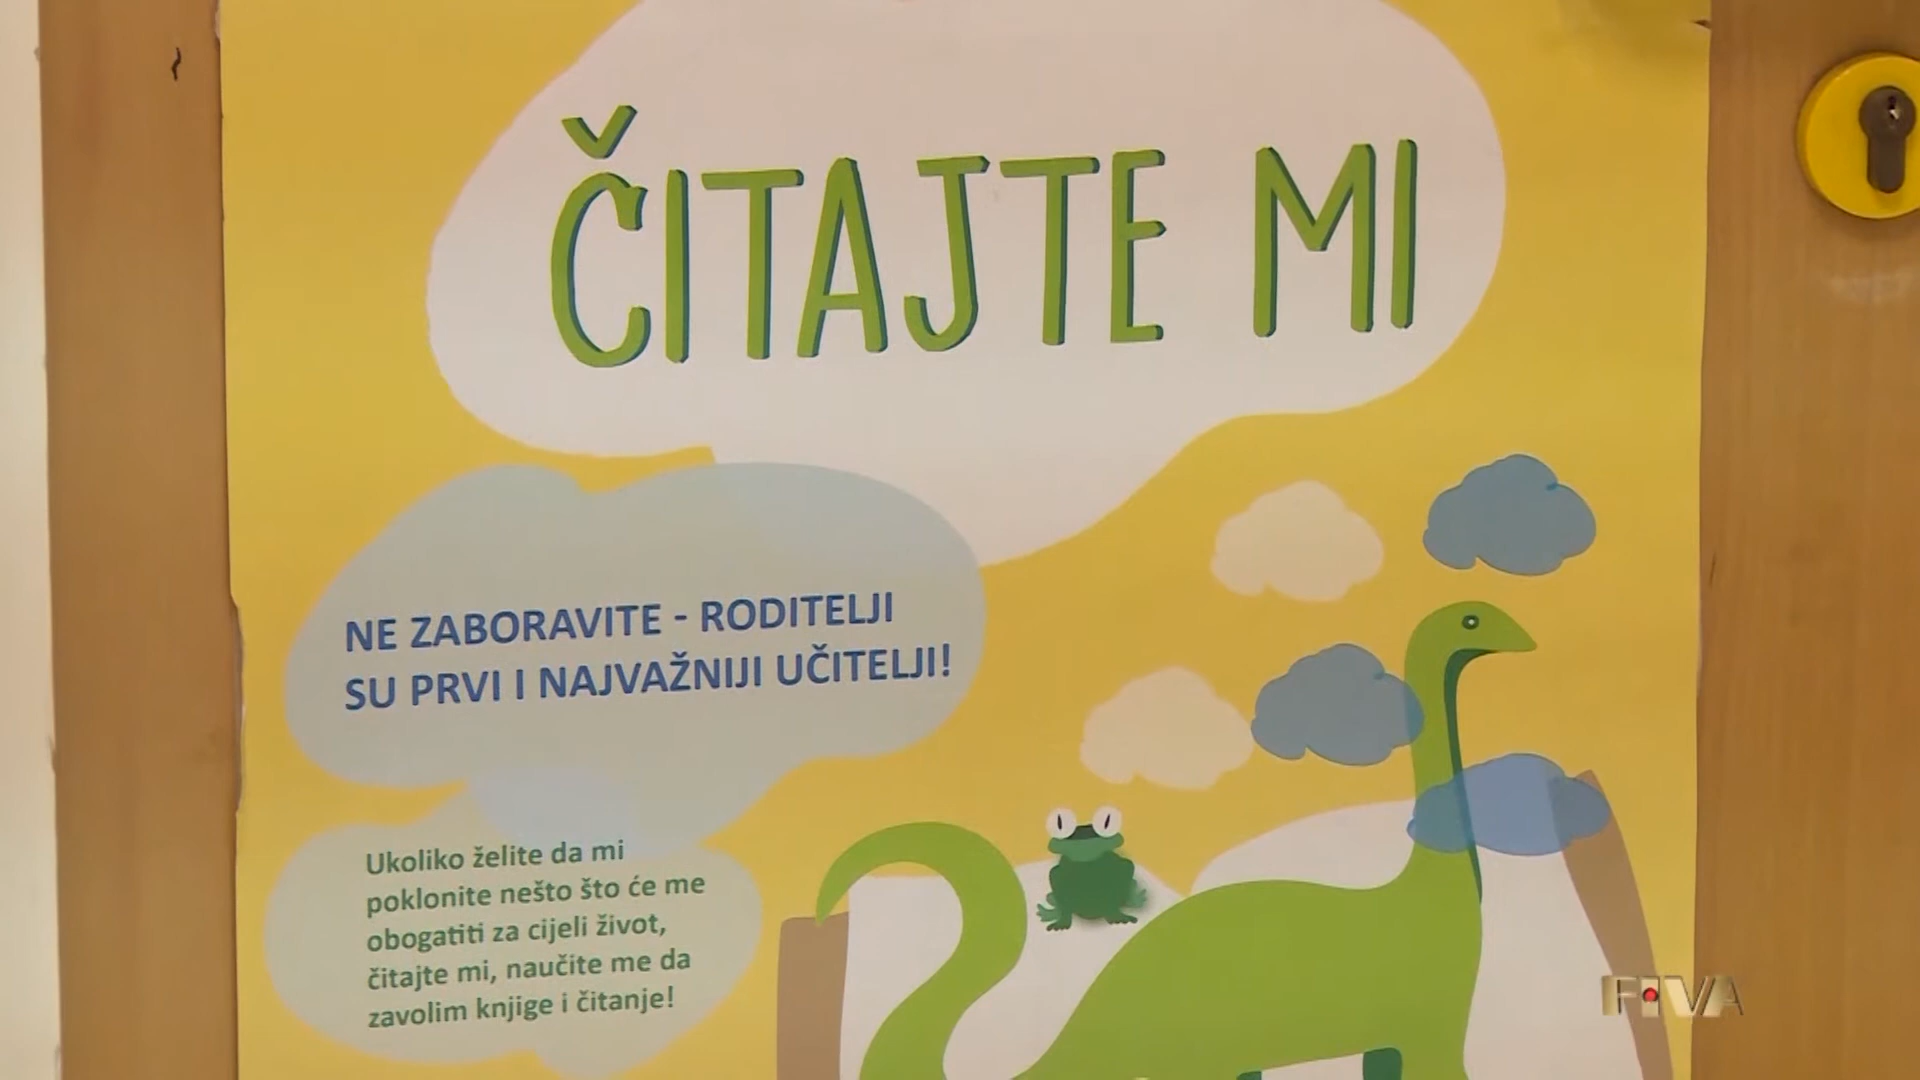 ČITAJTE MI
NE ZABORAVITE - RODITELJI
SU PRVI I NAJVAŽNIJI UČITELJI!
Ukoliko želite da mi
poklonite nešto što će me
obogatiti za cijeli život,
čitajte mi, naučite me da
zavolim knjige i čitanje!
FIVA